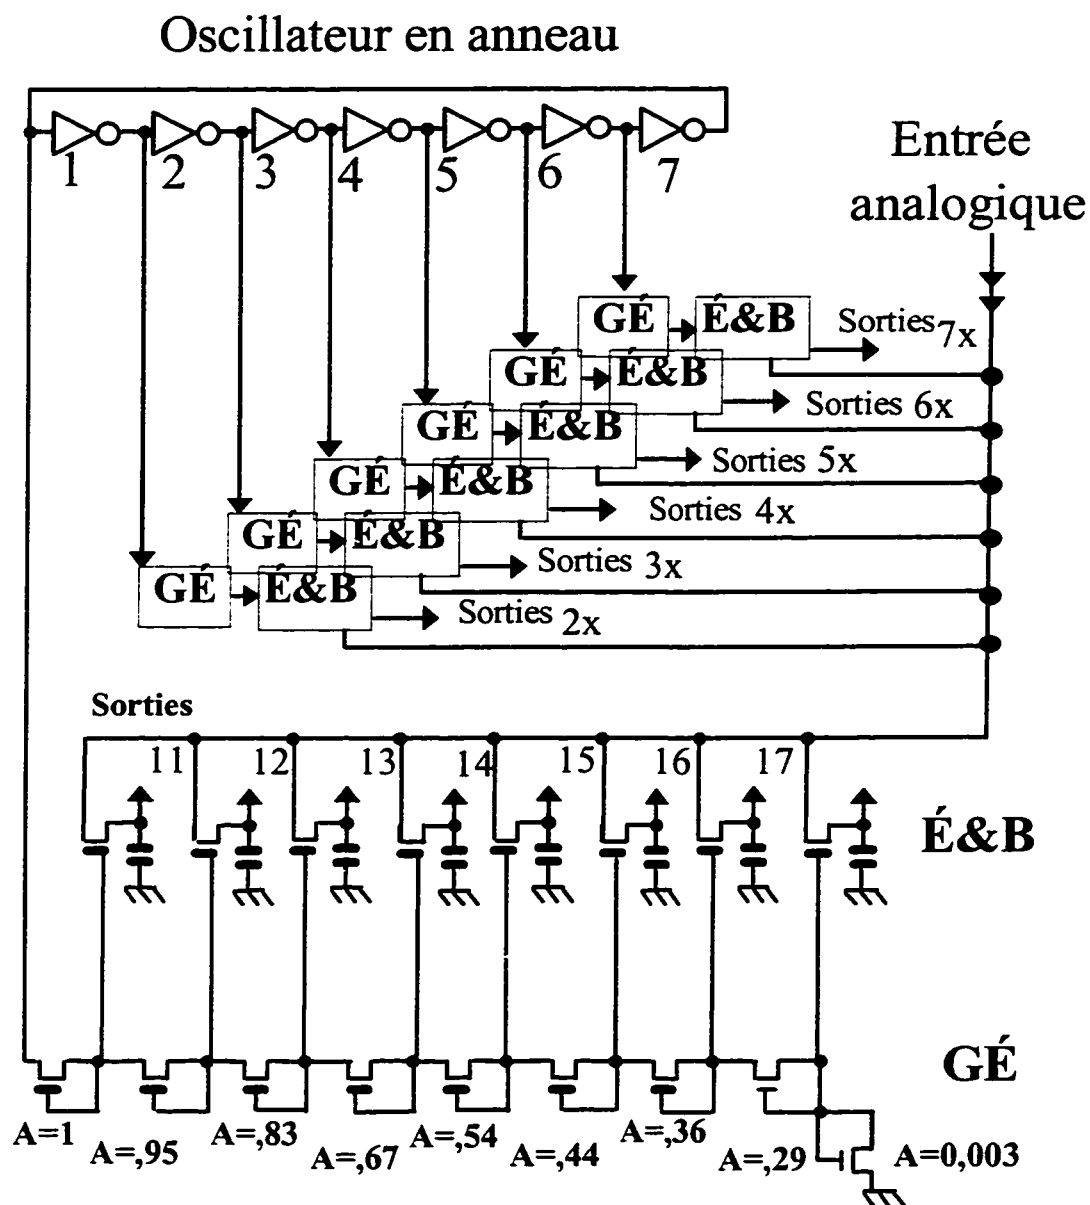 Oscillateur en anneau
1 2 3 4 5 6 7
Entrée
analogique
GÉ É&B Sorties 7x
GÉ É&B Sorties 6x
GÉ É&B Sorties 5x
GÉ É&B Sorties 4x
GÉ É&B Sorties 3x
GÉ É&B Sorties 2x
Sorties
11 12 13 14 15 16 17
É&B
GÉ
A=1 A=,95 A=,83 A=,67 A=,54 A=,44 A=,36 A=,29 A=0,003